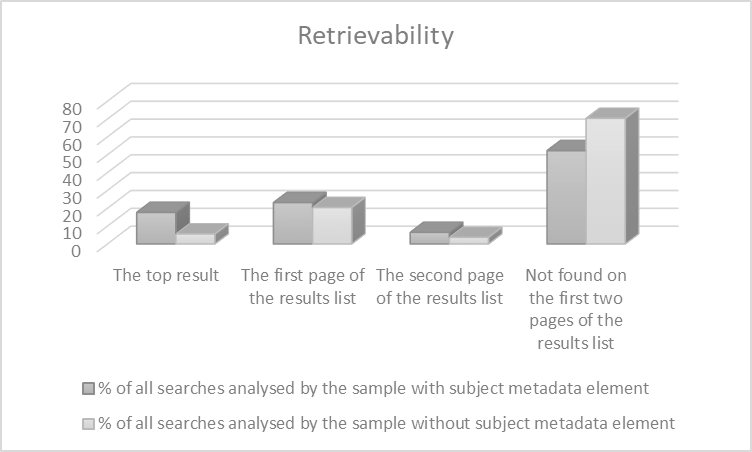 Retrievability
80
70
60
50
40
30
20
10
0
The top result
The first page of
the results list
The second page
of the results list
Not found on
the first two
pages of the
results list
% of all searches analysed by the sample with subject metadata element
% of all searches analysed by the sample without subject metadata element